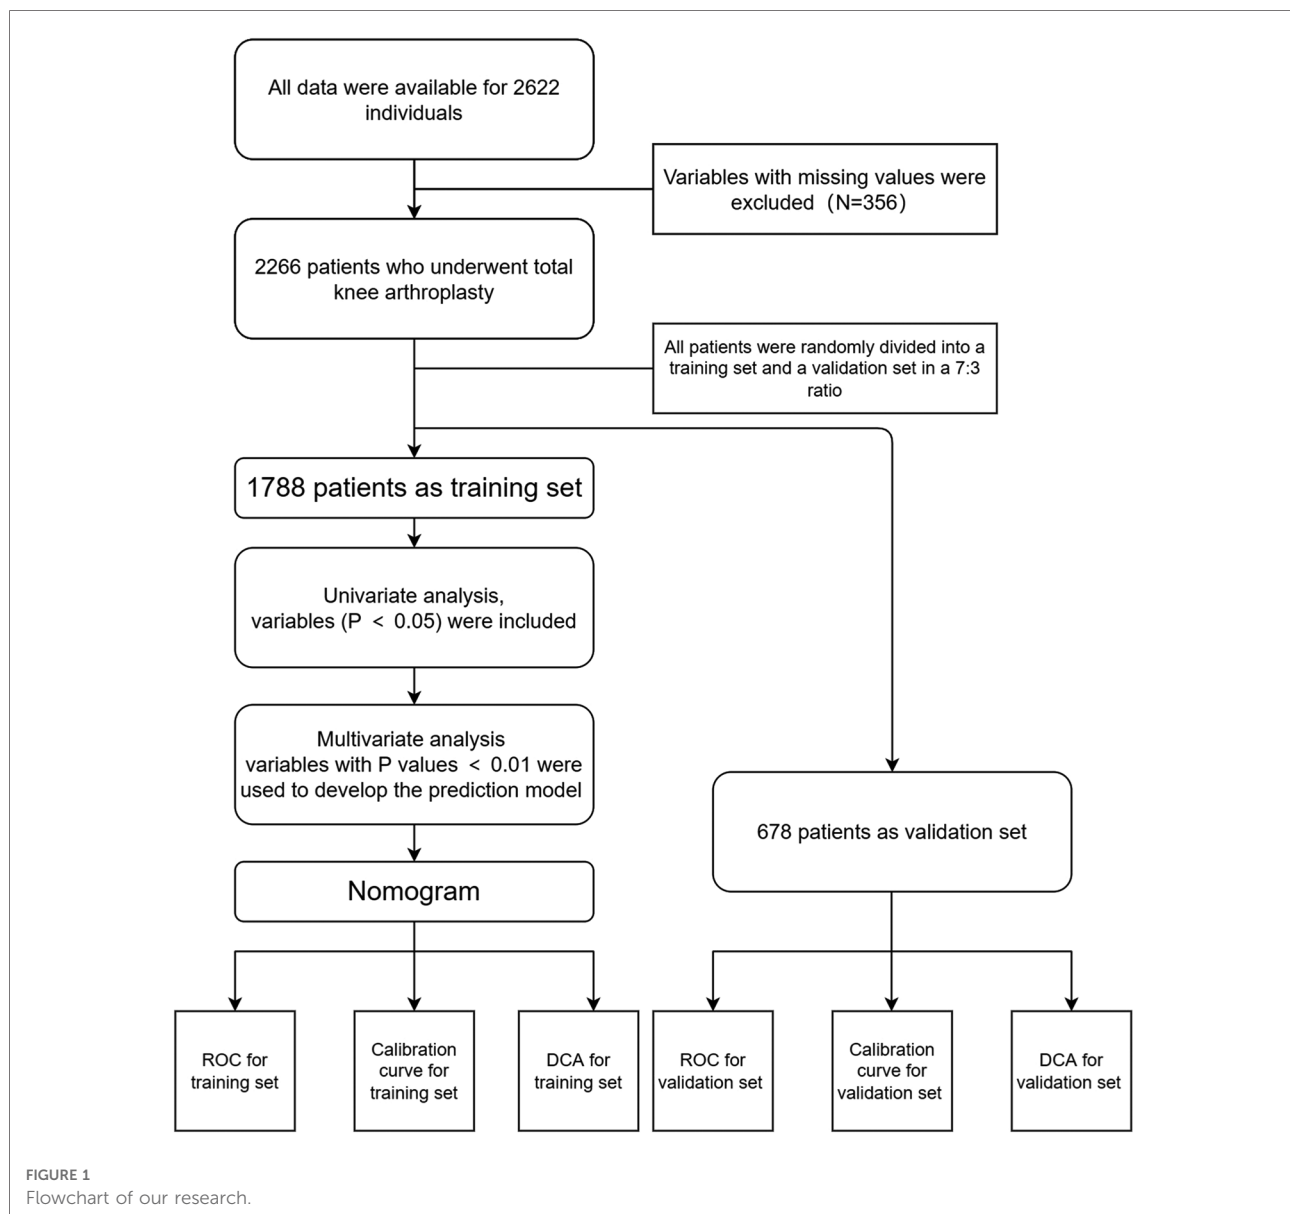 All data were available for 2622
individuals
Variables with missing values were
excluded（N=356）
2266 patients who underwent total
knee arthroplasty
All patients were randomly divided into a
training set and a validation set in a 7:3
ratio
1788 patients as training set
Univariate analysis,
variables (P < 0.05) were included
Multivariate analysis
variables with P values < 0.01 were
used to develop the prediction model
678 patients as validation set
Nomogram
ROC for
training set
Calibration
curve for
training set
DCA for
training set
ROC for
validation set
Calibration
curve for
validation set
DCA for
validation set
FIGURE 1
Flowchart of our research.